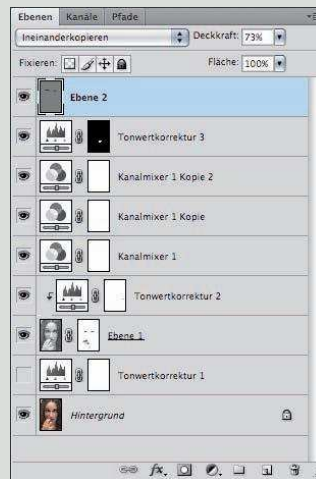 Ebenen Kanäle Pfade
Ineinanderkopieren Deckkraft: 73%
Fixieren: Fläche: 100%
Ebene 2
Tonwertkorrektur 3
Kanalmixer 1 Kopie 2
Kanalmixer 1 Kopie
Kanalmixer 1
Tonwertkorrektur 2
Ebene 1
Tonwertkorrektur 1
Hintergrund
fx.